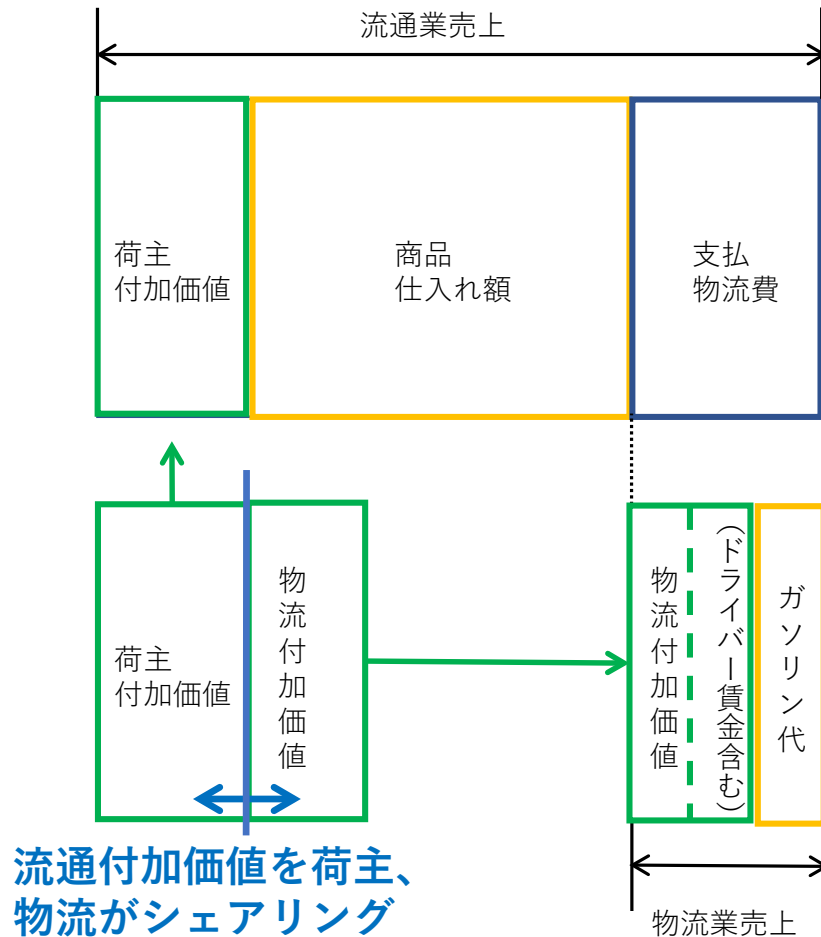 流通業売上
荷主
付加価値
商品
仕入れ額
支払
物流費
荷主
付加価値
物流付加価値
物流付加価値
（ドライバー賃金含む）
ガソリン代
流通付加価値を荷主、
物流がシェアリング
物流業売上